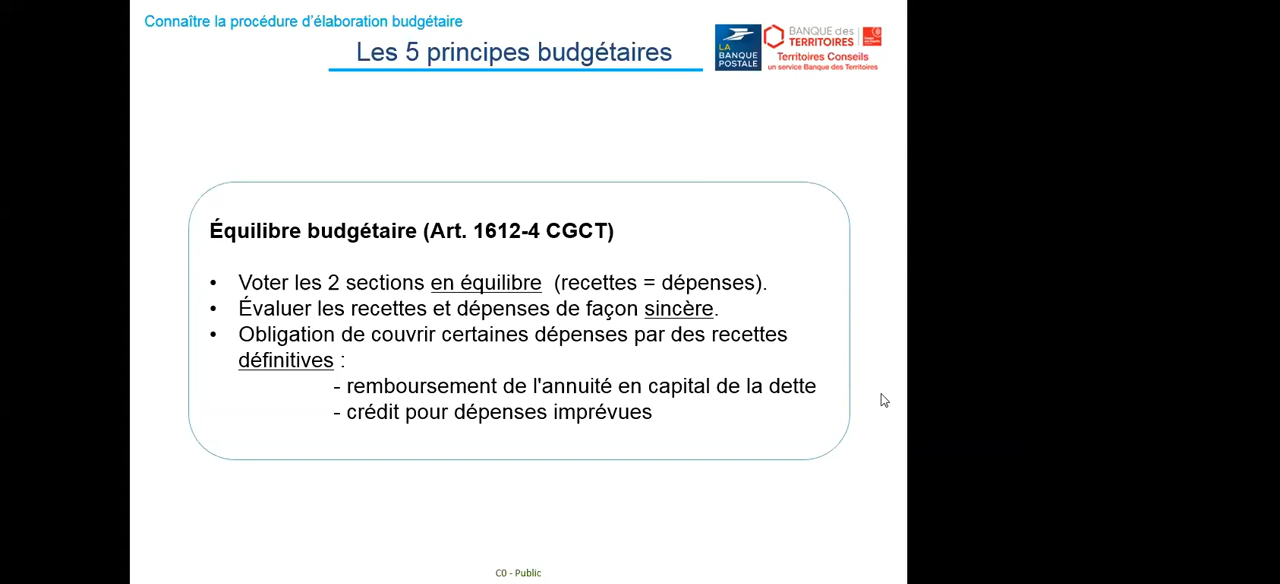 Connaître la procédure d'élaboration budgétaire
Les 5 principes budgétaires
LA
BANQUE
POSTALE
BANQUE des
TERRITOIRES
Territoires Conseils
un service Banque des Territoires
Équilibre budgétaire (Art. 1612-4 CGCT)
• Voter les 2 sections en équilibre (recettes = dépenses).
• Évaluer les recettes et dépenses de façon sincère.
• Obligation de couvrir certaines dépenses par des recettes
définitives :
- remboursement de l'annuité en capital de la dette
- crédit pour dépenses imprévues
C0 - Public